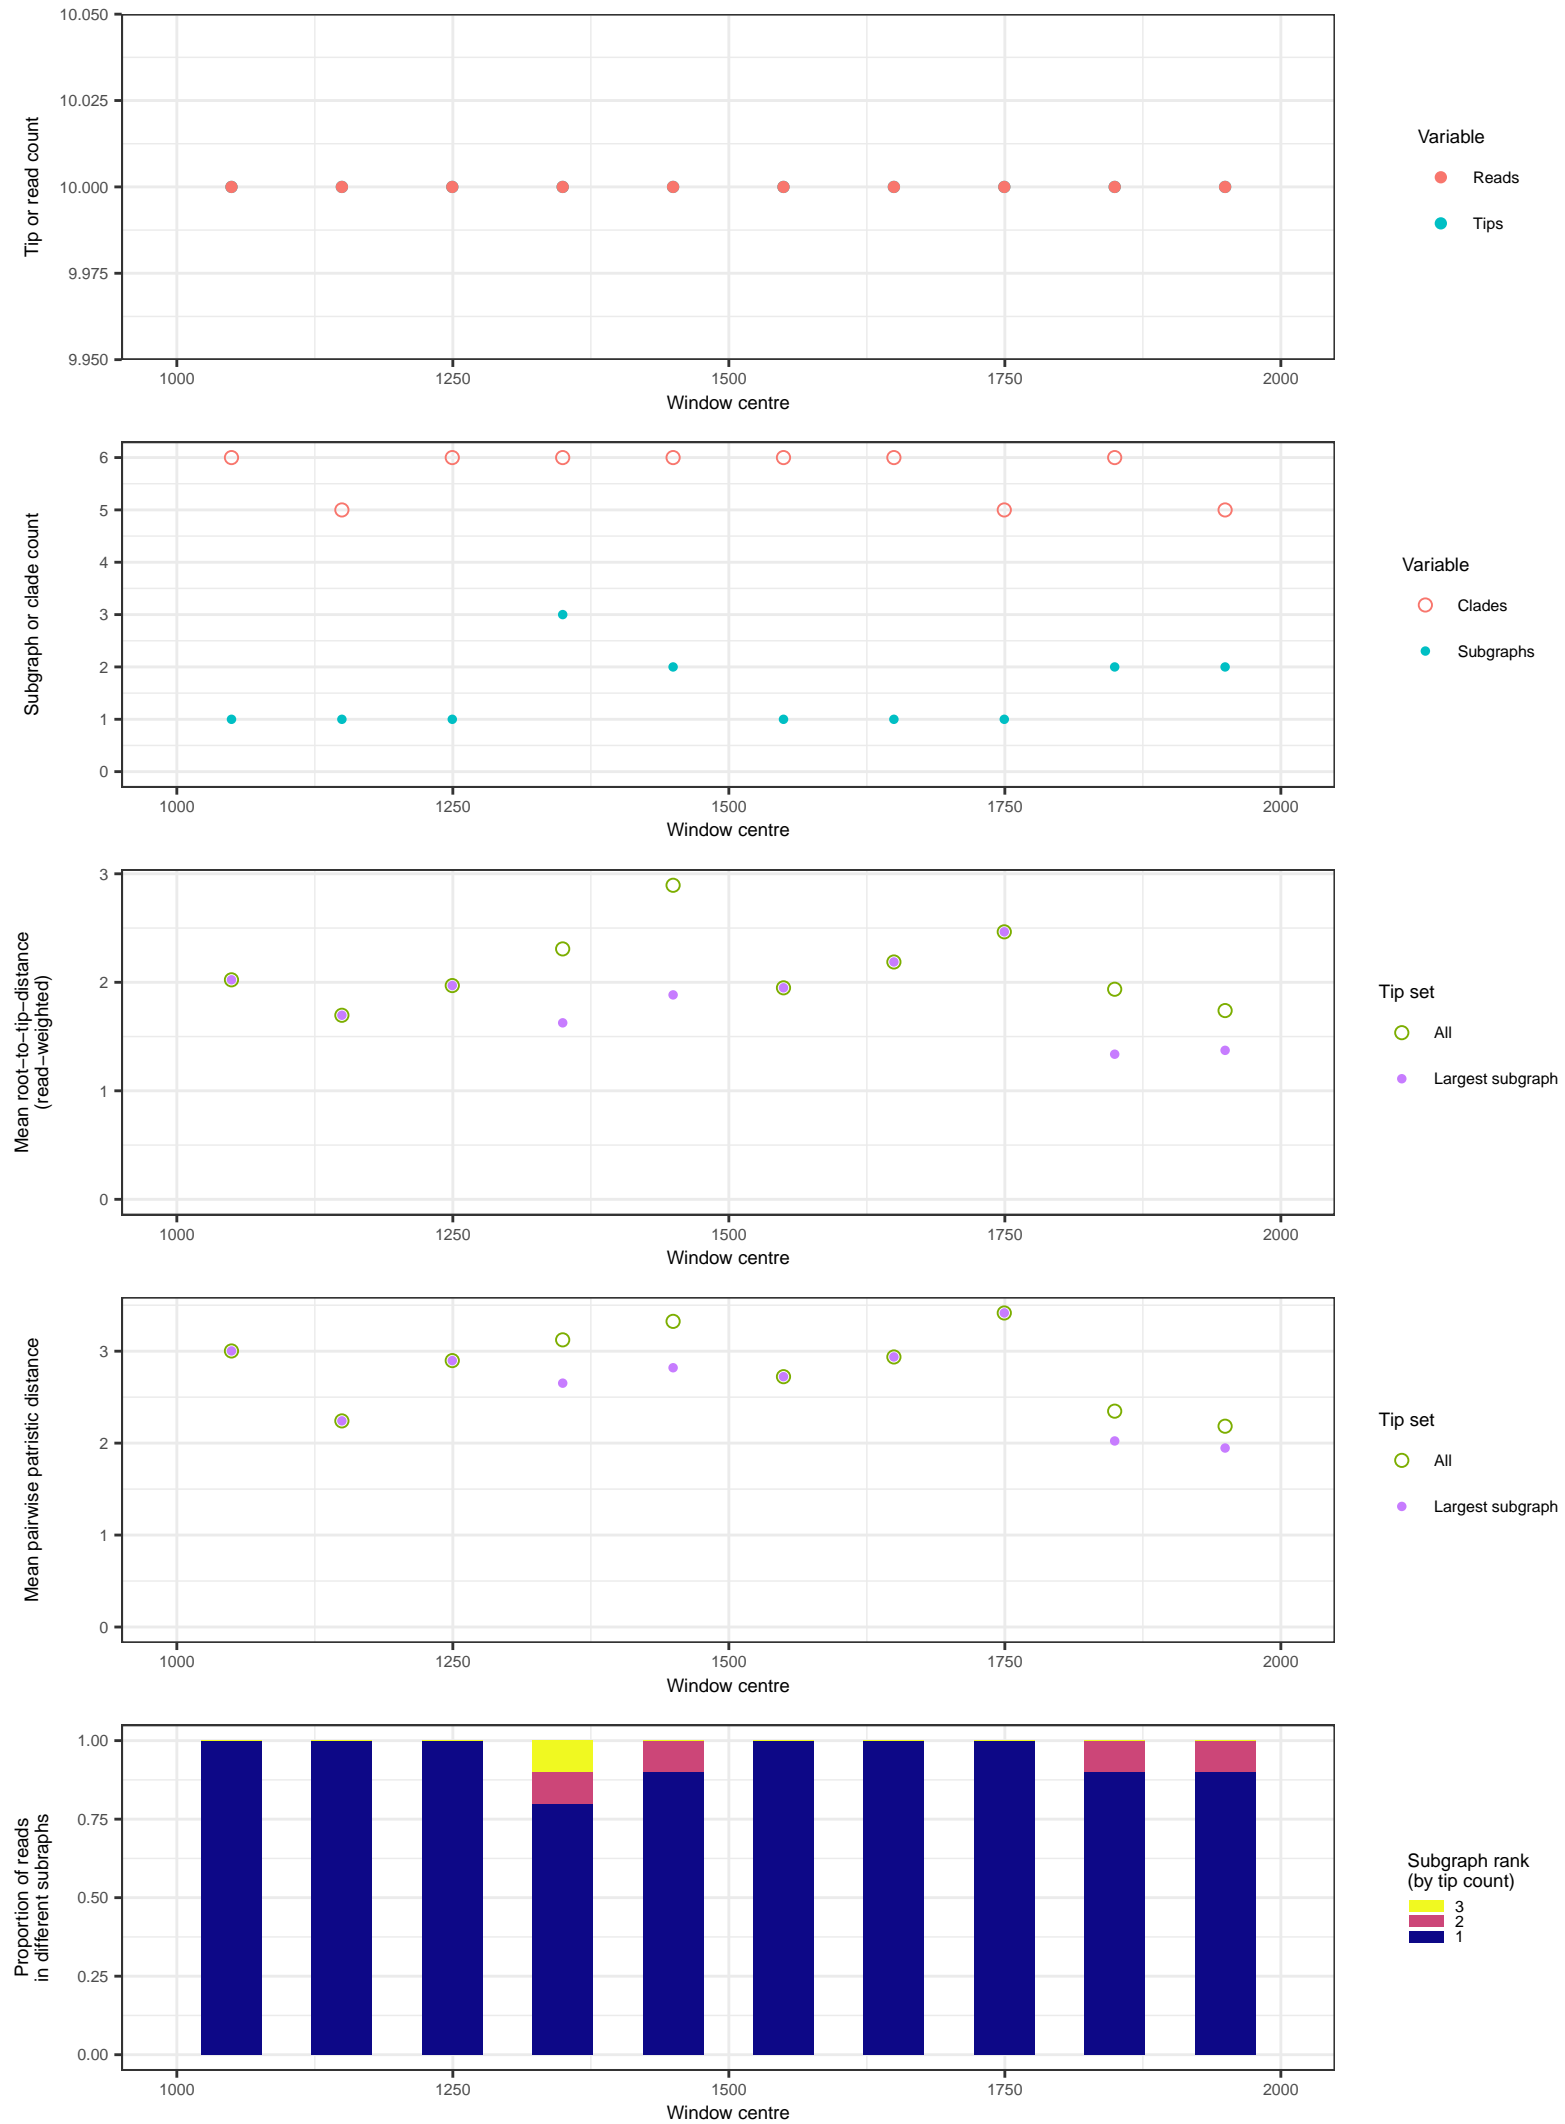 10.050
10.025
10.000
9.975
9.950
Tip or read count
1000 1250 1500 1750 2000
Window centre
Variable
Reads
Tips
6
5
4
3
2
1
0
Subgraph or clade count
1000 1250 1500 1750 2000
Window centre
Variable
Clades
Subgraphs
3
2
1
0
Mean root−to−tip−distance
(read−weighted)
1000 1250 1500 1750 2000
Window centre
Tip set
All
Largest subgraph
3
2
1
0
Mean pairwise patristic distance
1000 1250 1500 1750 2000
Window centre
Tip set
All
Largest subgraph
1.00
0.75
0.50
0.25
0.00
Proportion of reads
in different subraphs
1000 1250 1500 1750 2000
Window centre
Subgraph rank
(by tip count)
3
2
1